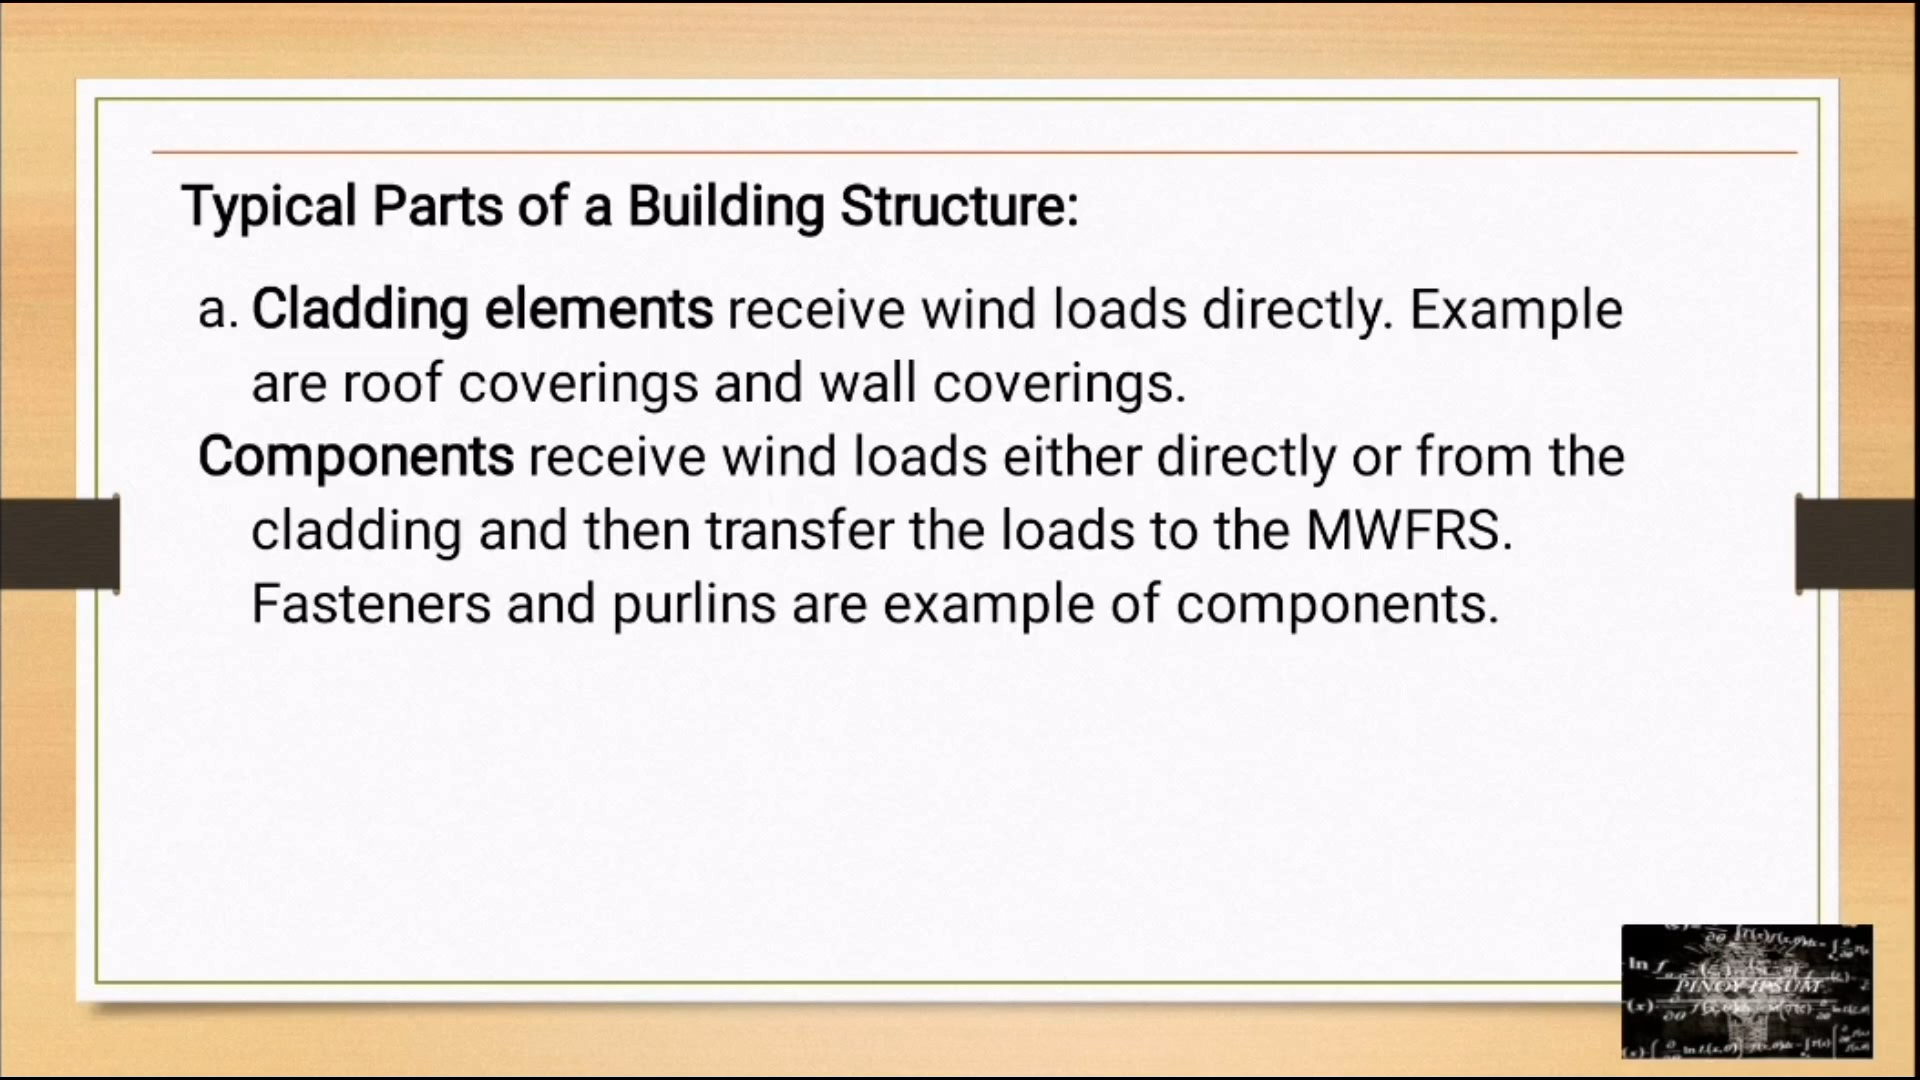 Typical Parts of a Building Structure:
a. Cladding elements receive wind loads directly. Example
are roof coverings and wall coverings.
Components receive wind loads either directly or from the
cladding and then transfer the loads to the MWFRS.
Fasteners and purlins are example of components.
PINOY IPSUM